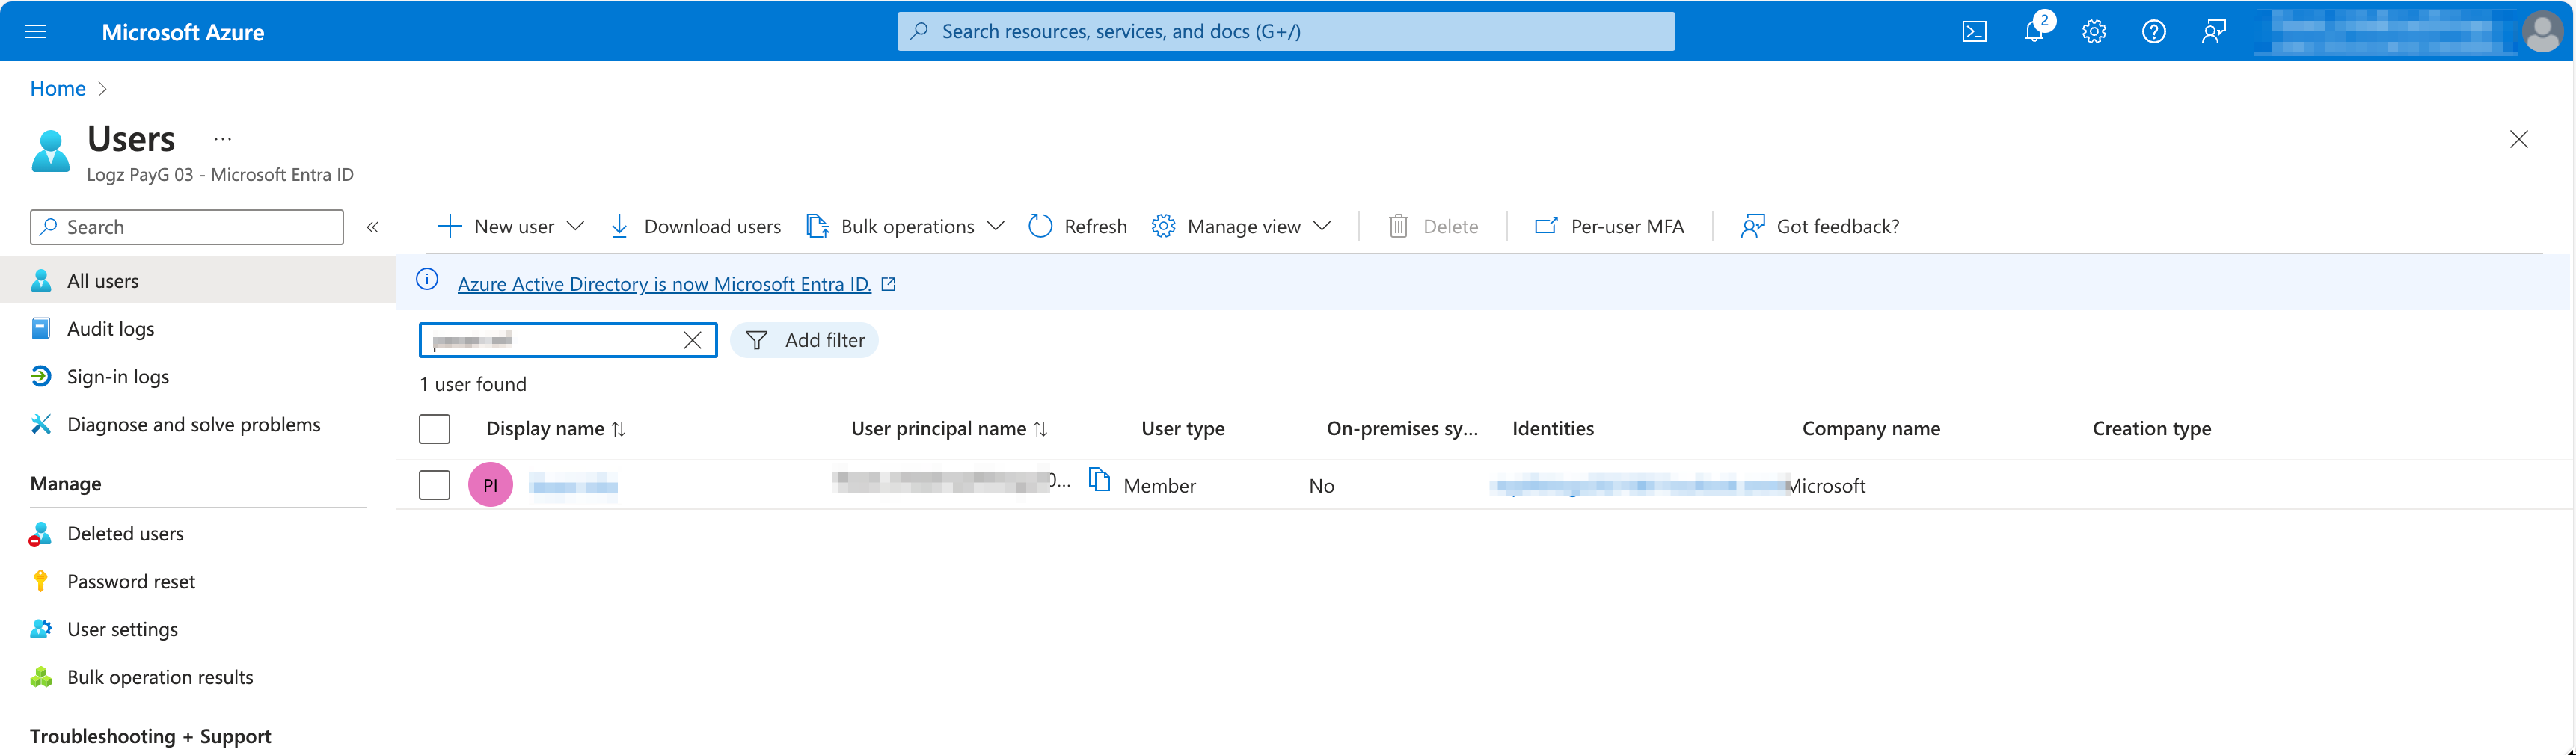 Microsoft Azure
Search resources, services, and docs (G+/)
2
Home
Users
...
Logz PayG 03 - Microsoft Entra ID
Search
«
New user
Download users
Bulk operations
Refresh
Manage view
Delete
Per-user MFA
Got feedback?
All users
Audit logs
Sign-in logs
Diagnose and solve problems
Manage
Deleted users
Password reset
User settings
Bulk operation results
Troubleshooting + Support
Azure Active Directory is now Microsoft Entra ID.
Add filter
1 user found
Display name User principal name User type On-premises sy... Identities Company name Creation type
PI Member No Microsoft